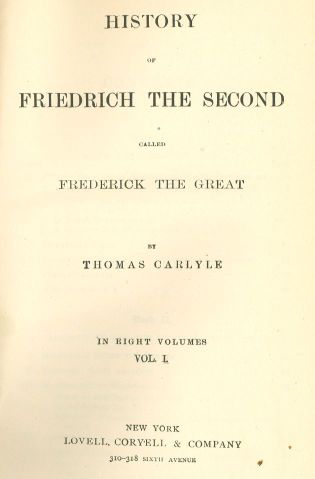 HISTORY
OF
FRIEDRICH THE SECOND
CALLED
FREDERICK THE GREAT
BY
THOMAS CARLYLE
IN EIGHT VOLUMES
VOL. I.
NEW YORK
LOVELL, CORYELL & COMPANY
310–318 SIXTH AVENUE